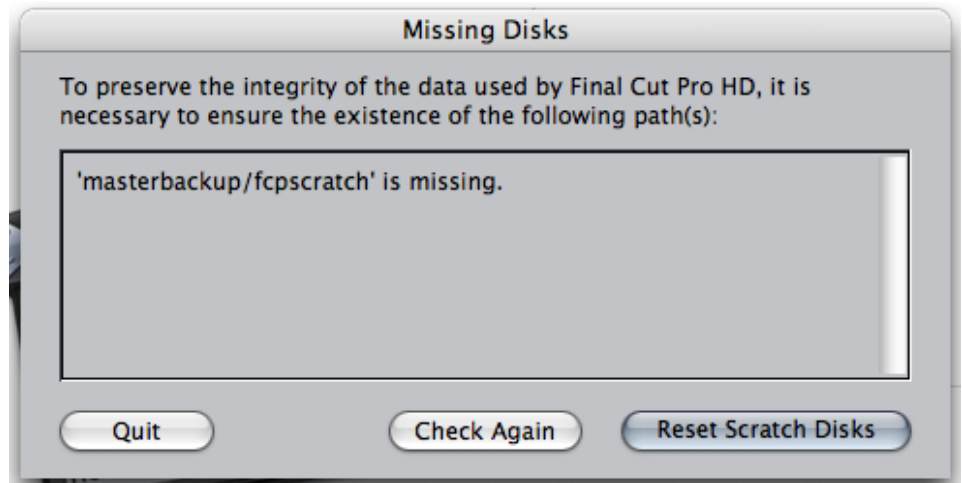 Missing Disks
To preserve the integrity of the data used by Final Cut Pro HD, it is
necessary to ensure the existence of the following path(s):
'masterbackup/fcpscratch' is missing.
Quit
Check Again
Reset Scratch Disks